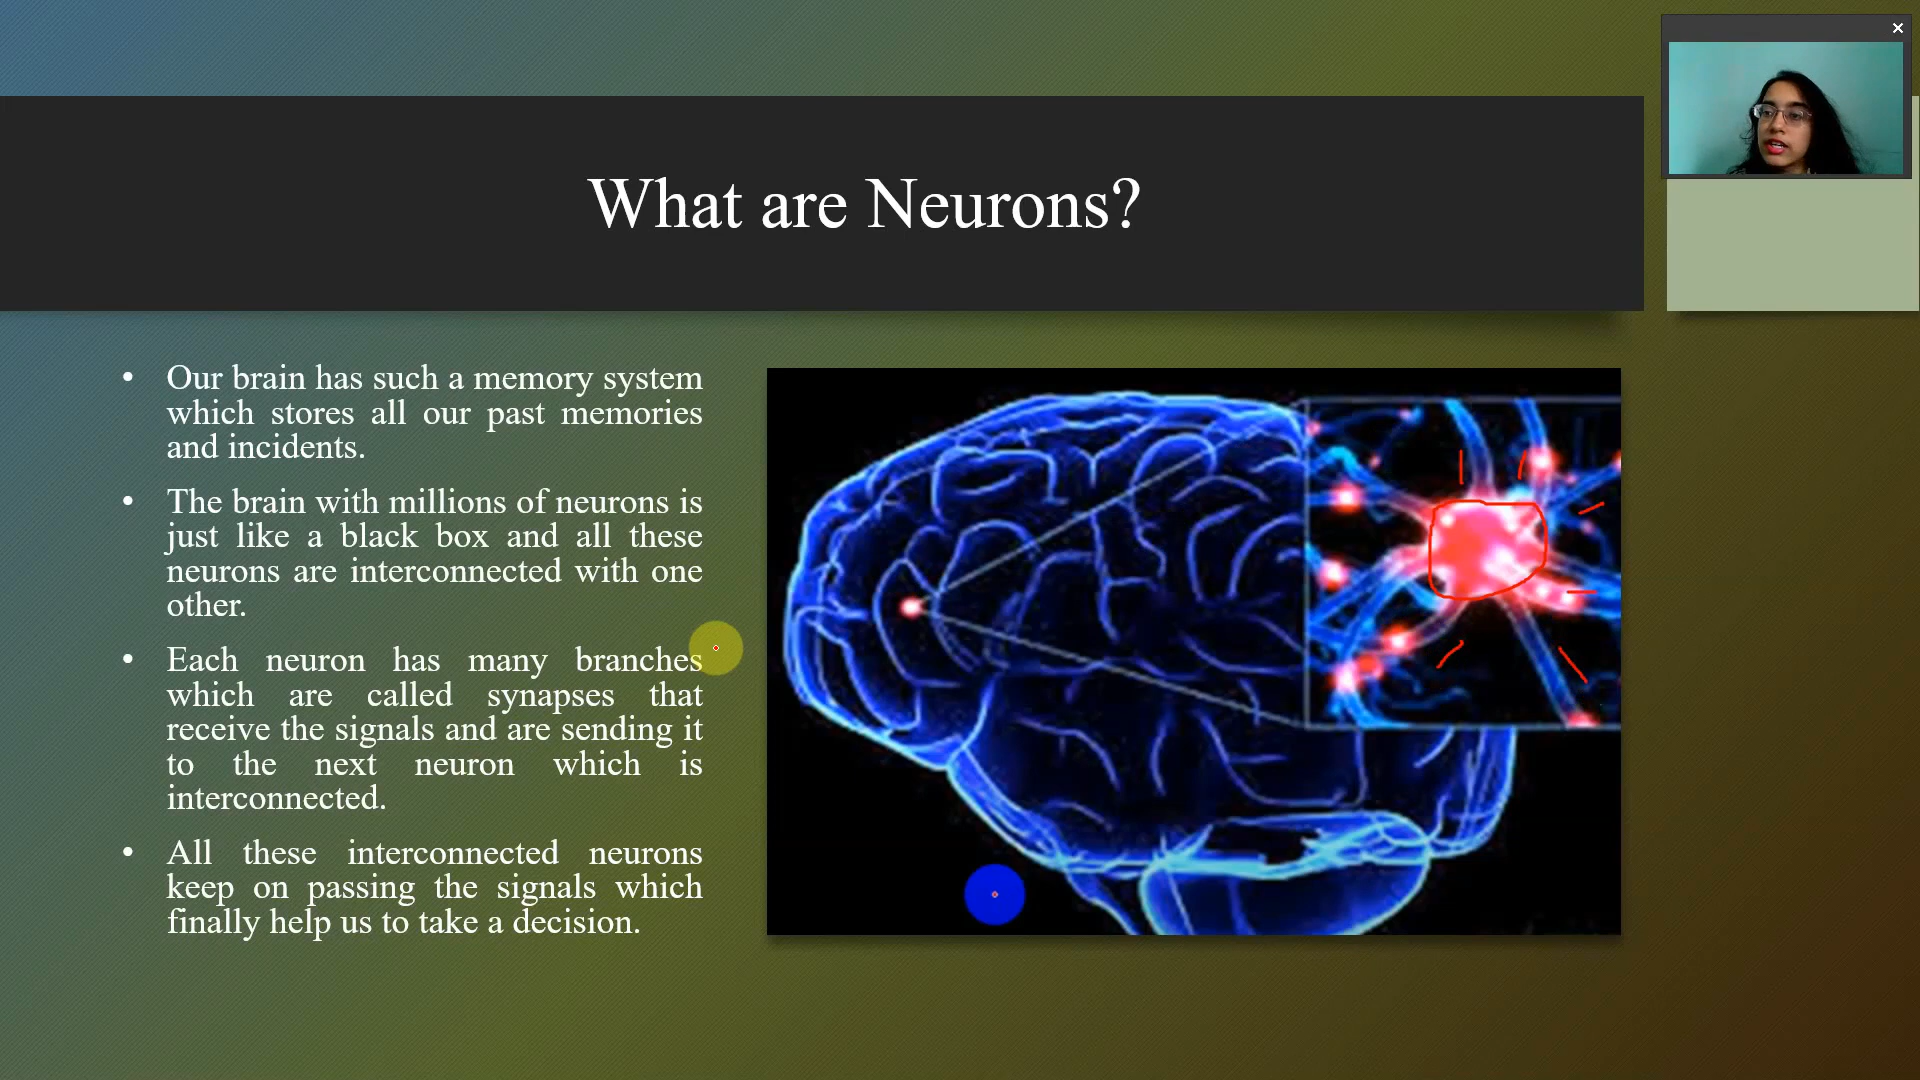 What are Neurons?
• Our brain has such a memory system
which stores all our past memories
and incidents.
• The brain with millions of neurons is
just like a black box and all these
neurons are interconnected with one
other.
• Each neuron has many branches
which are called synapses that
receive the signals and are sending it
to the next neuron which is
interconnected.
• All these interconnected neurons
keep on passing the signals which
finally help us to take a decision.